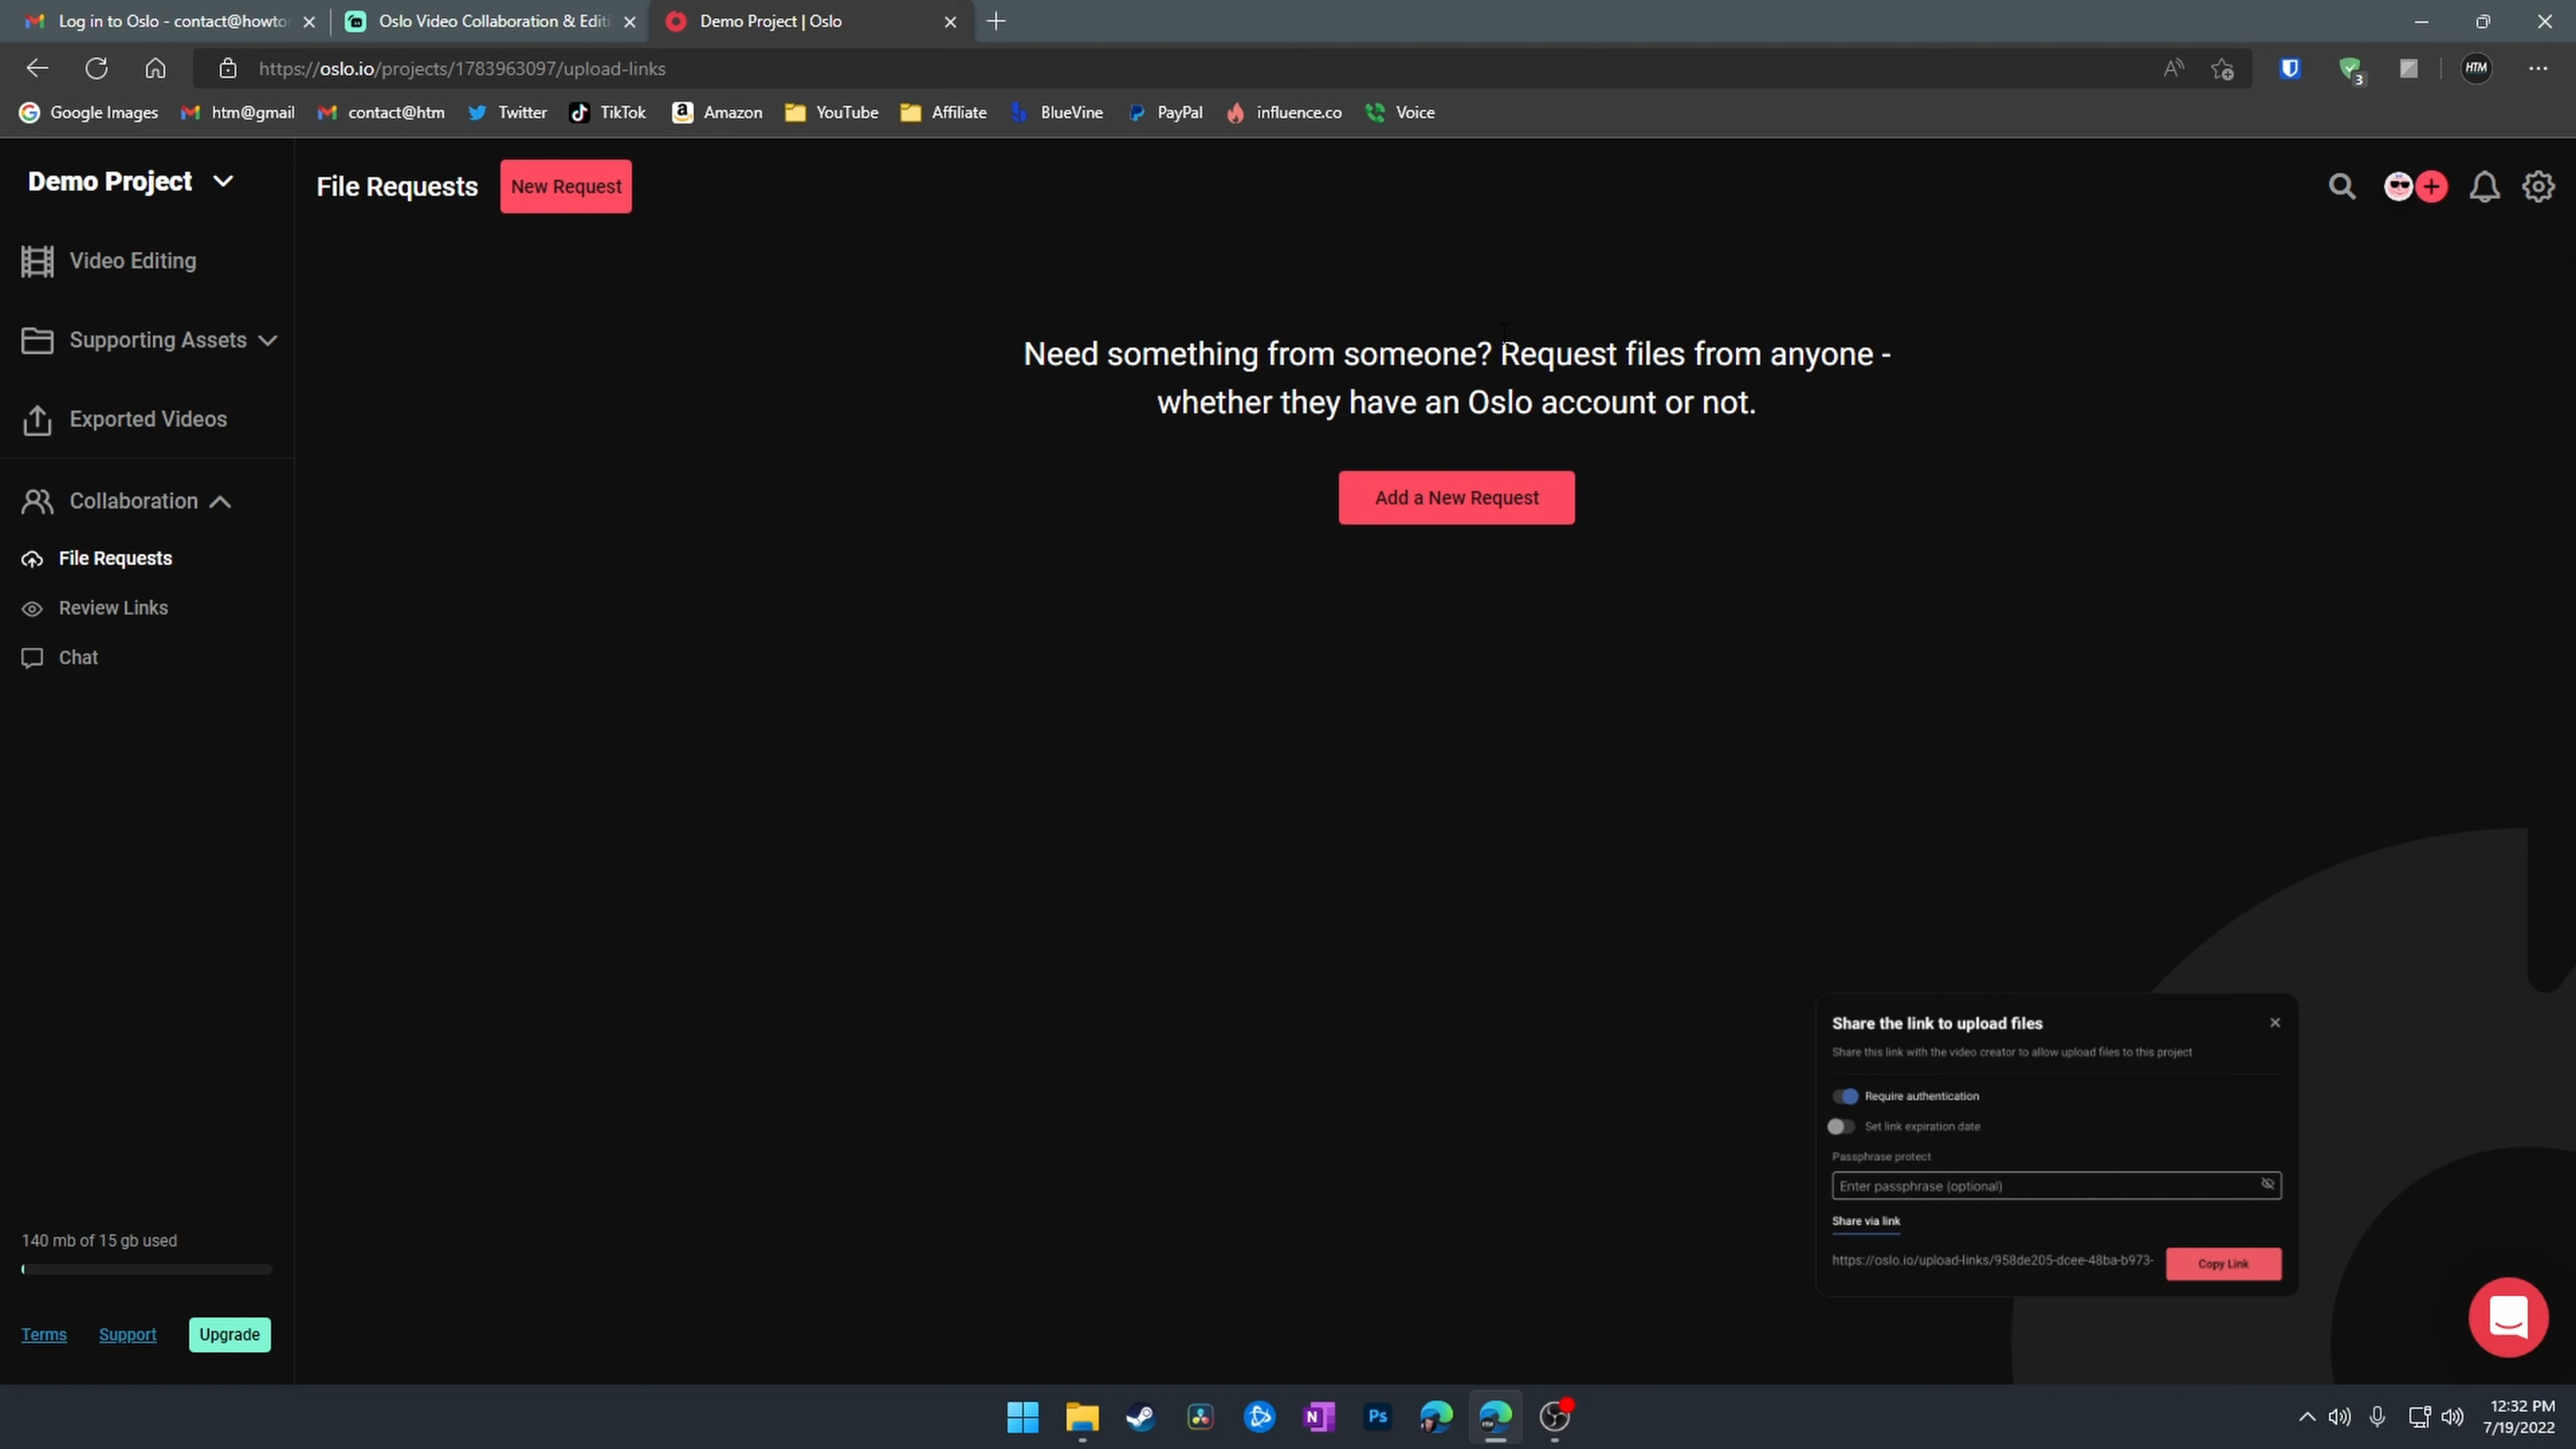 Log in to Oslo - contact@howto
Oslo Video Collaboration & Editi
Demo Project | Oslo
https://oslo.io/projects/1783963097/upload-links
3
HTM
Google Images
htm@gmail
contact@htm
Twitter
TikTok
Amazon
YouTube
Affiliate
BlueVine
PayPal
influence.co
Voice
Demo Project
File Requests
New Request
Video Editing
Supporting Assets
Exported Videos
Collaboration
File Requests
Review Links
Chat
Need something from someone? Request files from anyone -
whether they have an Oslo account or not.
Add a New Request
Share the link to upload files
Share this link with the video creator to allow upload files to this project
Require authentication
Set link expiration date
Passphrase protect
Enter passphrase (optional)
Share via link
https://oslo.io/upload-links/958de205-dcee-48ba-b973-
Copy Link
140 mb of 15 gb used
Terms
Support
Upgrade
N
Ps
12:32 PM
7/19/2022